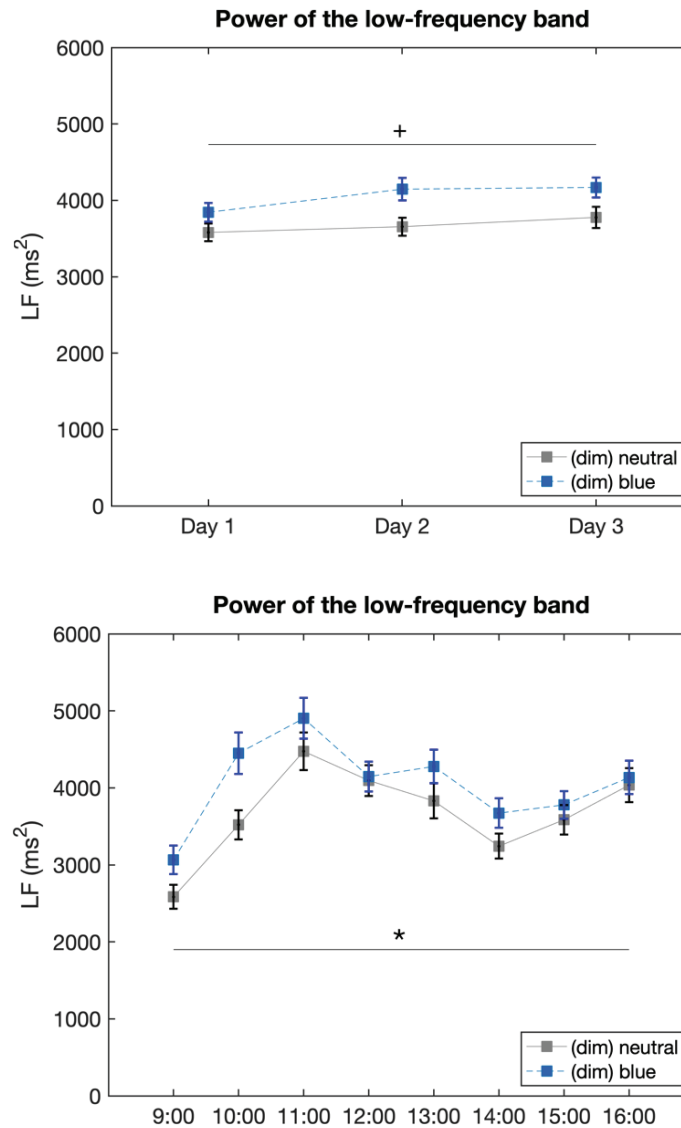 Power of the low-frequency band
6000
5000
4000
3000
2000
1000
0
LF (ms²)
+
Day 1 Day 2 Day 3
(dim) neutral
(dim) blue
Power of the low-frequency band
6000
5000
4000
3000
2000
1000
0
LF (ms²)
*
9:00 10:00 11:00 12:00 13:00 14:00 15:00 16:00
(dim) neutral
(dim) blue